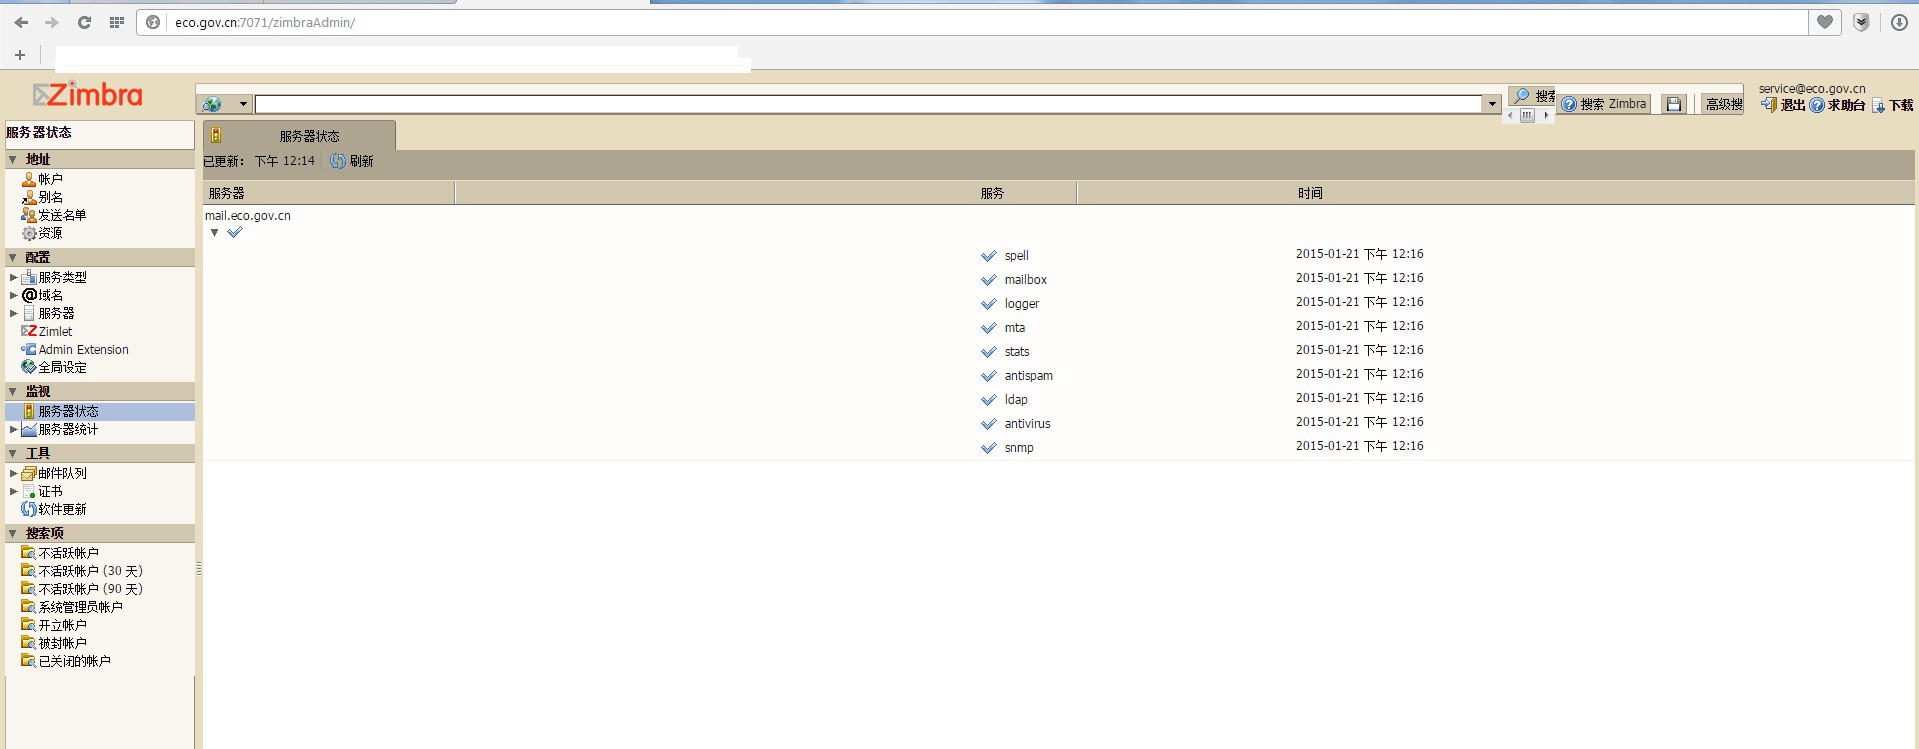 eco.gov.cn:7071/zimbraAdmin/
Zimbra
搜索
搜索 Zimbra
高级搜
service@eco.gov.cn
退出 求助台 下载
服务器状态
地址
帐户
别名
发送名单
资源
配置
服务类型
@域名
服务器
Zimlet
Admin Extension
全局设定
监视
服务器状态
服务器统计
工具
邮件队列
证书
软件更新
搜索项
不活跃帐户
不活跃帐户 (30 天)
不活跃帐户 (90 天)
系统管理员帐户
开立帐户
被封帐户
已关闭的帐户
服务器状态
已更新: 下午 12:14 刷新
服务器 服务 时间
mail.eco.gov.cn
spell 2015-01-21 下午 12:16
mailbox 2015-01-21 下午 12:16
logger 2015-01-21 下午 12:16
mta 2015-01-21 下午 12:16
stats 2015-01-21 下午 12:16
antispam 2015-01-21 下午 12:16
ldap 2015-01-21 下午 12:16
antivirus 2015-01-21 下午 12:16
snmp 2015-01-21 下午 12:16